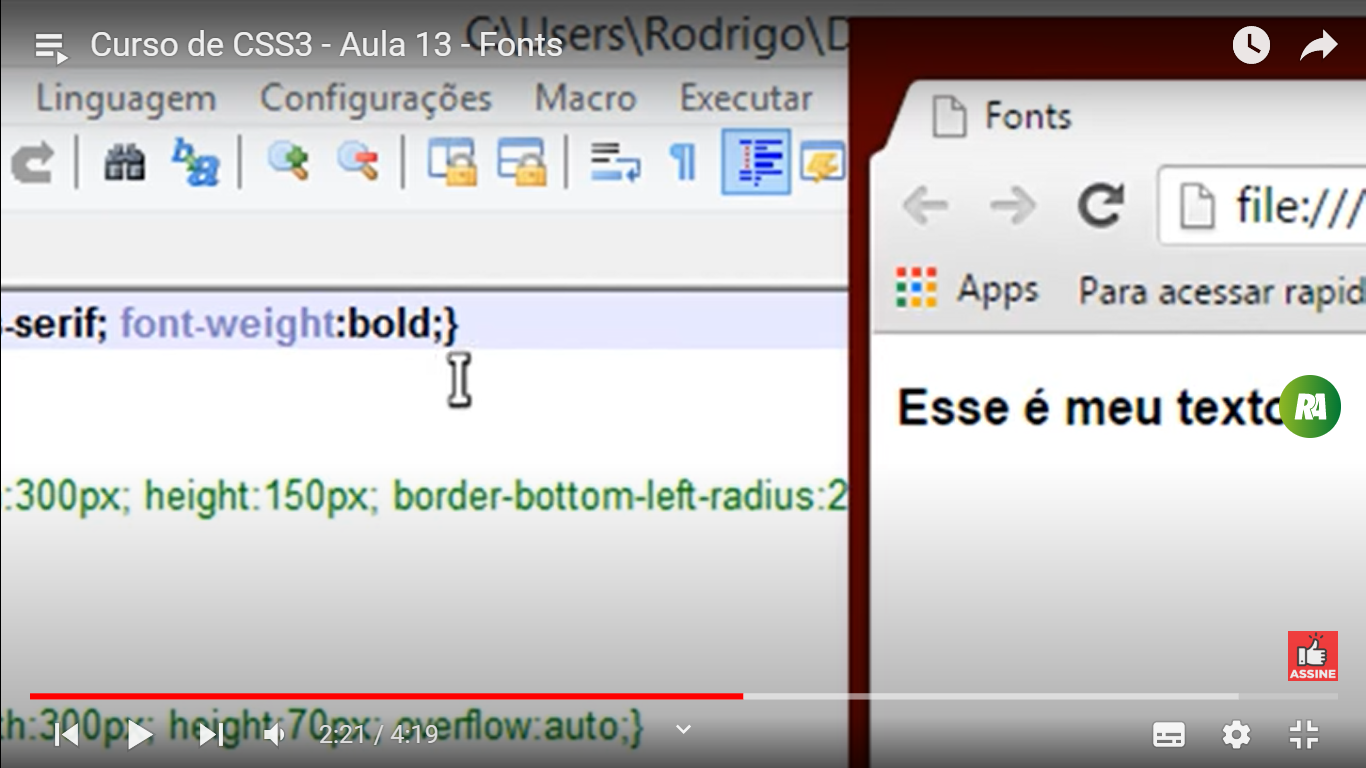 Curso de CSS3 - Aula 13 - Fonts
C:\Users\Rodrigo\D
Linguagem Configurações Macro Executar
Fonts
file:///
Apps Para acessar rapid
-serif; font-weight:bold;}
Esse é meu texto
RA
:300px; height:150px; border-bottom-left-radius:2
ASSINE
h:300px; height:70px; overflow:auto;}
2:21 / 4:19